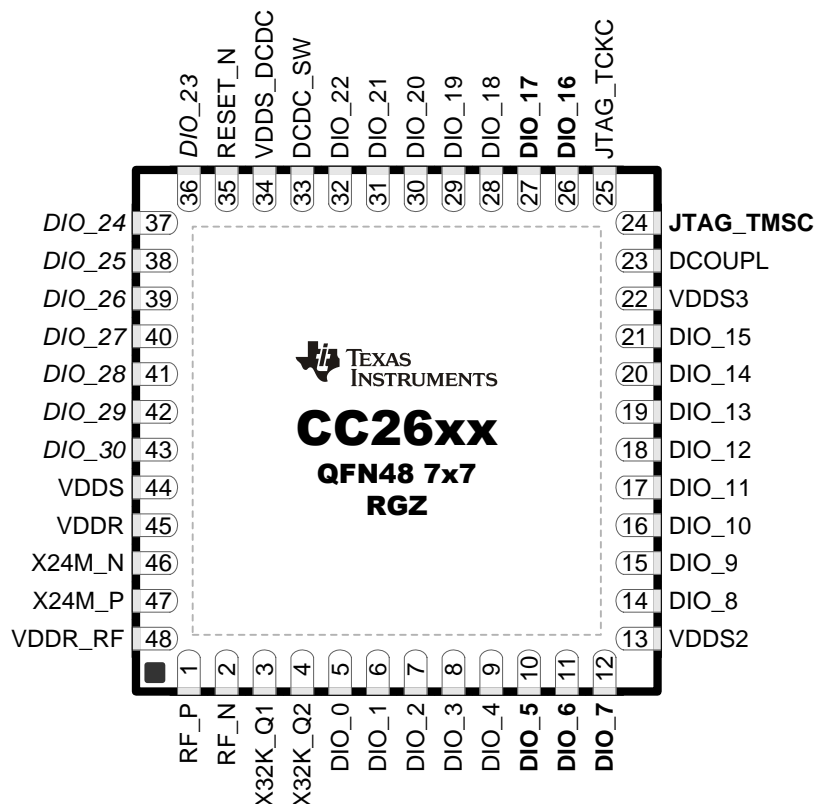 DIO_23
RESET_N
VDDS_DCDC
DCDC_SW
DIO_22
DIO_21
DIO_20
DIO_19
DIO_18
DIO_17
DIO_16
JTAG_TCKC
36
35
34
33
32
31
30
29
28
27
26
25
DIO_24 37
DIO_25 38
DIO_26 39
DIO_27 40
DIO_28 41
DIO_29 42
DIO_30 43
VDDS 44
VDDR 45
X24M_N 46
X24M_P 47
VDDR_RF 48
TEXAS
INSTRUMENTS
CC26xx
QFN48 7x7
RGZ
24 JTAG_TMSC
23 DCOUPL
22 VDDS3
21 DIO_15
20 DIO_14
19 DIO_13
18 DIO_12
17 DIO_11
16 DIO_10
15 DIO_9
14 DIO_8
13 VDDS2
1
2
3
4
5
6
7
8
9
10
11
12
RF_P
RF_N
X32K_Q1
X32K_Q2
DIO_0
DIO_1
DIO_2
DIO_3
DIO_4
DIO_5
DIO_6
DIO_7